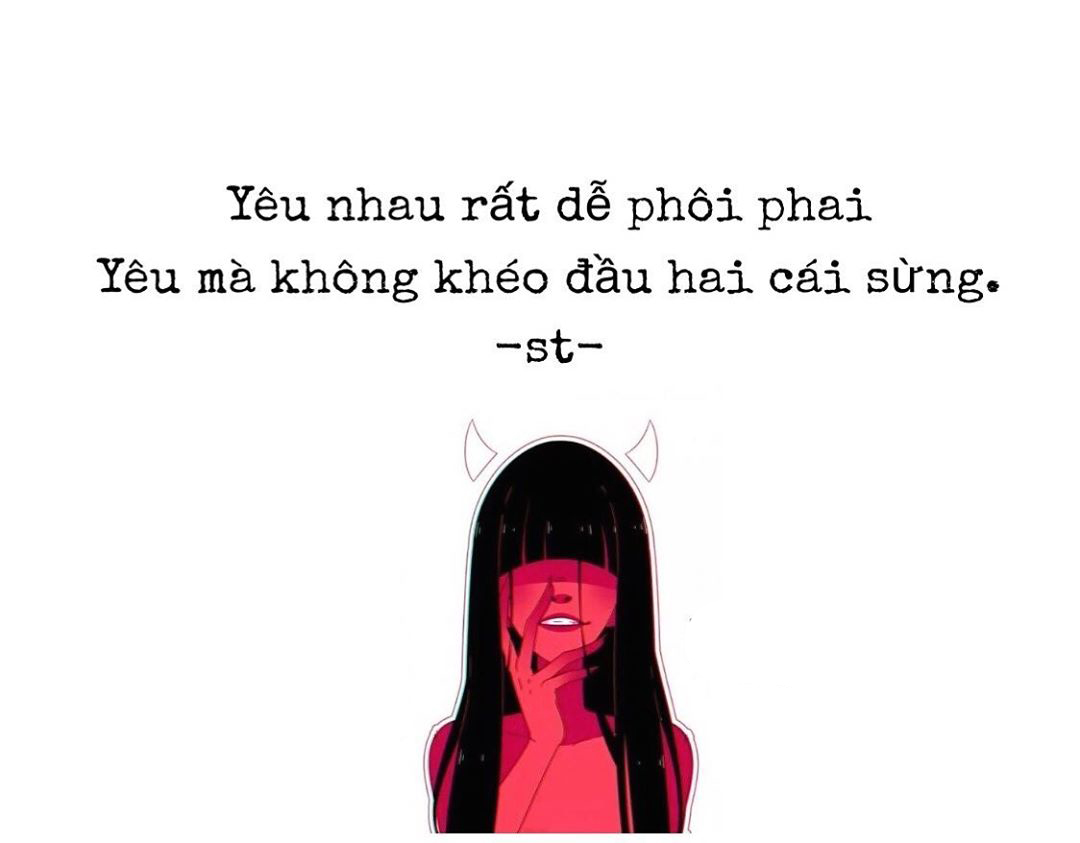 Yêu nhau rất dễ phôi phai
Yêu mà không khéo đầu hai cái sừng.
-st-